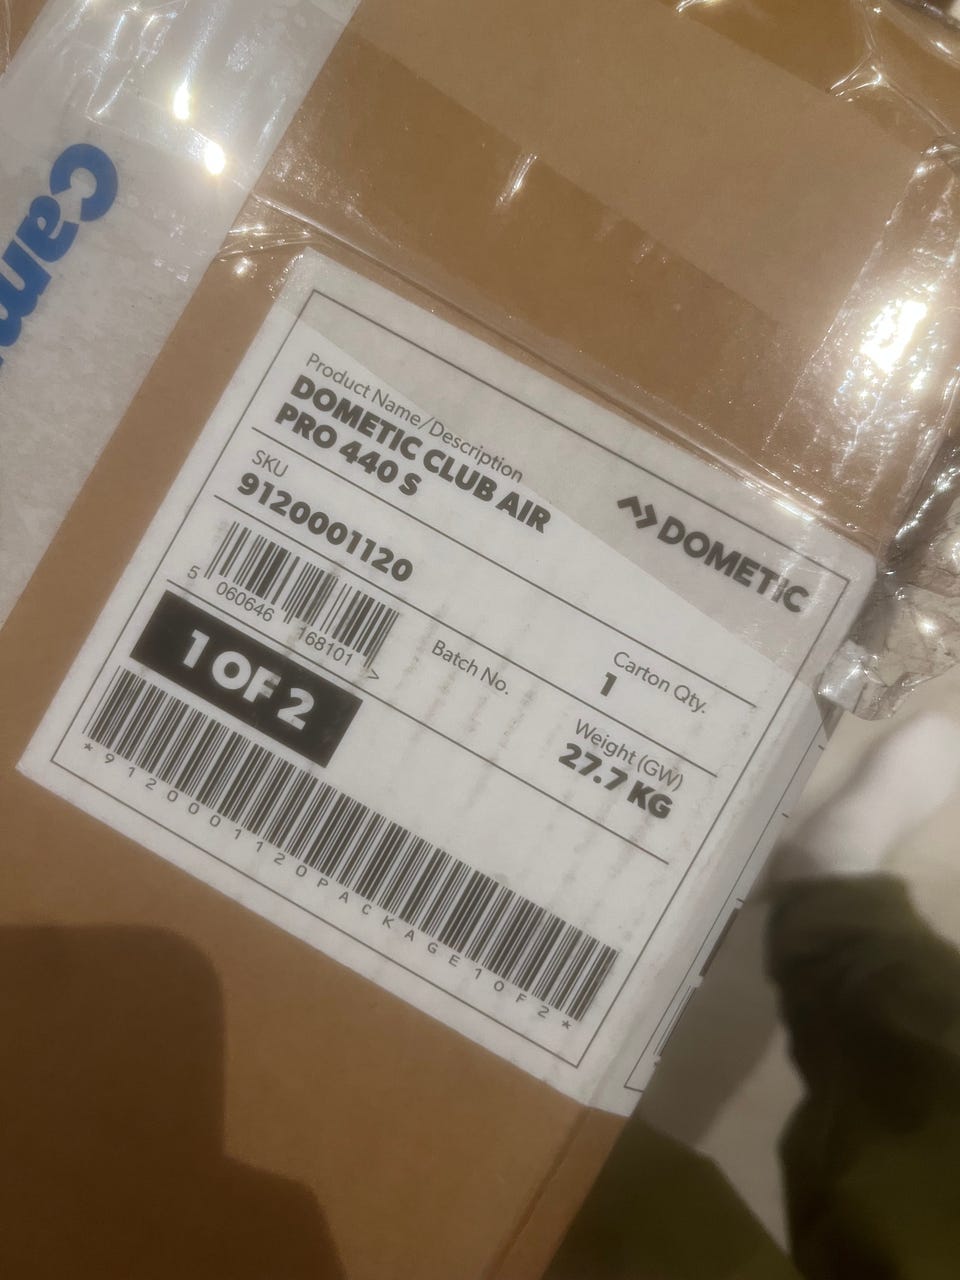 Cam
Product Name/Description
DOMETIC CLUB AIR
PRO 440 S
DOMETIC
SKU
9120001120
5 060646 168101 >
Batch No.
Carton Qty.
1
Weight (GW)
27.7 KG
1 OF 2
*9120001120PACKAGE1OF2*